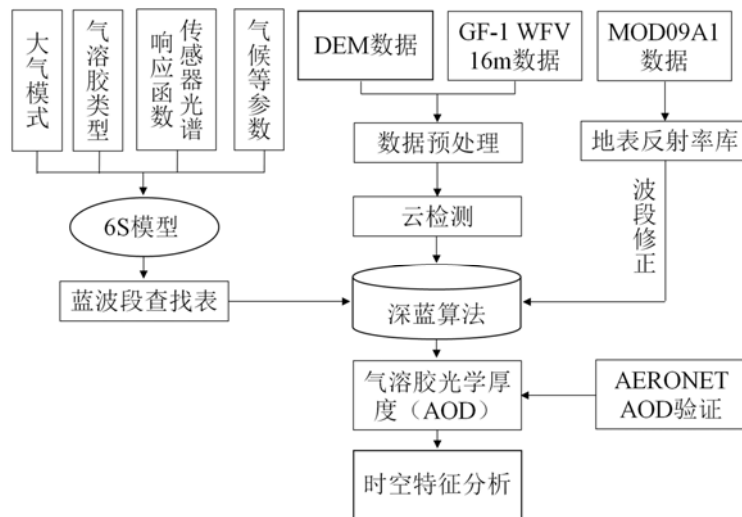 大气模式
气溶胶类型
传感器光谱
响应函数
气候等参数
DEM数据
GF-1 WFV
16m数据
MOD09A1
数据
数据预处理
地表反射率库
6S模型
云检测
波段修正
蓝波段查找表
深蓝算法
气溶胶光学厚
度（AOD）
AERONET
AOD验证
时空特征分析